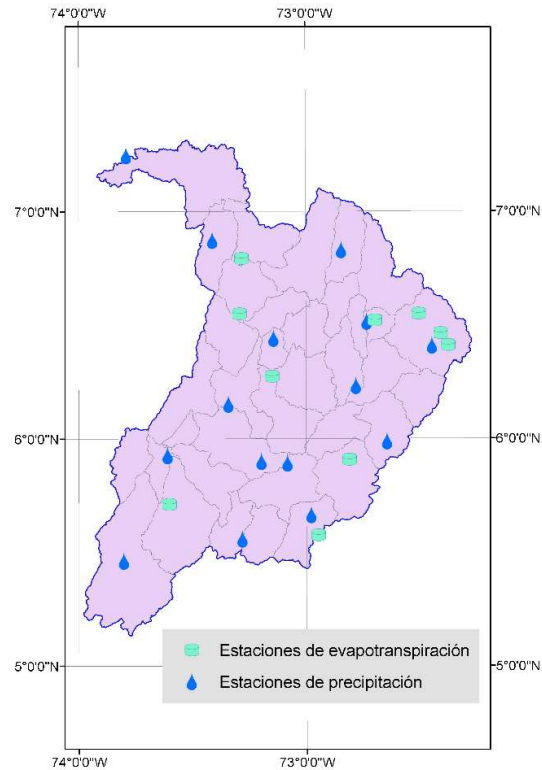 74°0'0"W 73°0'0"W
7°0'0"N 7°0'0"N
6°0'0"N 6°0'0"N
Estaciones de evapotranspiración
Estaciones de precipitación
5°0'0"N 5°0'0"N
74°0'0"W 73°0'0"W